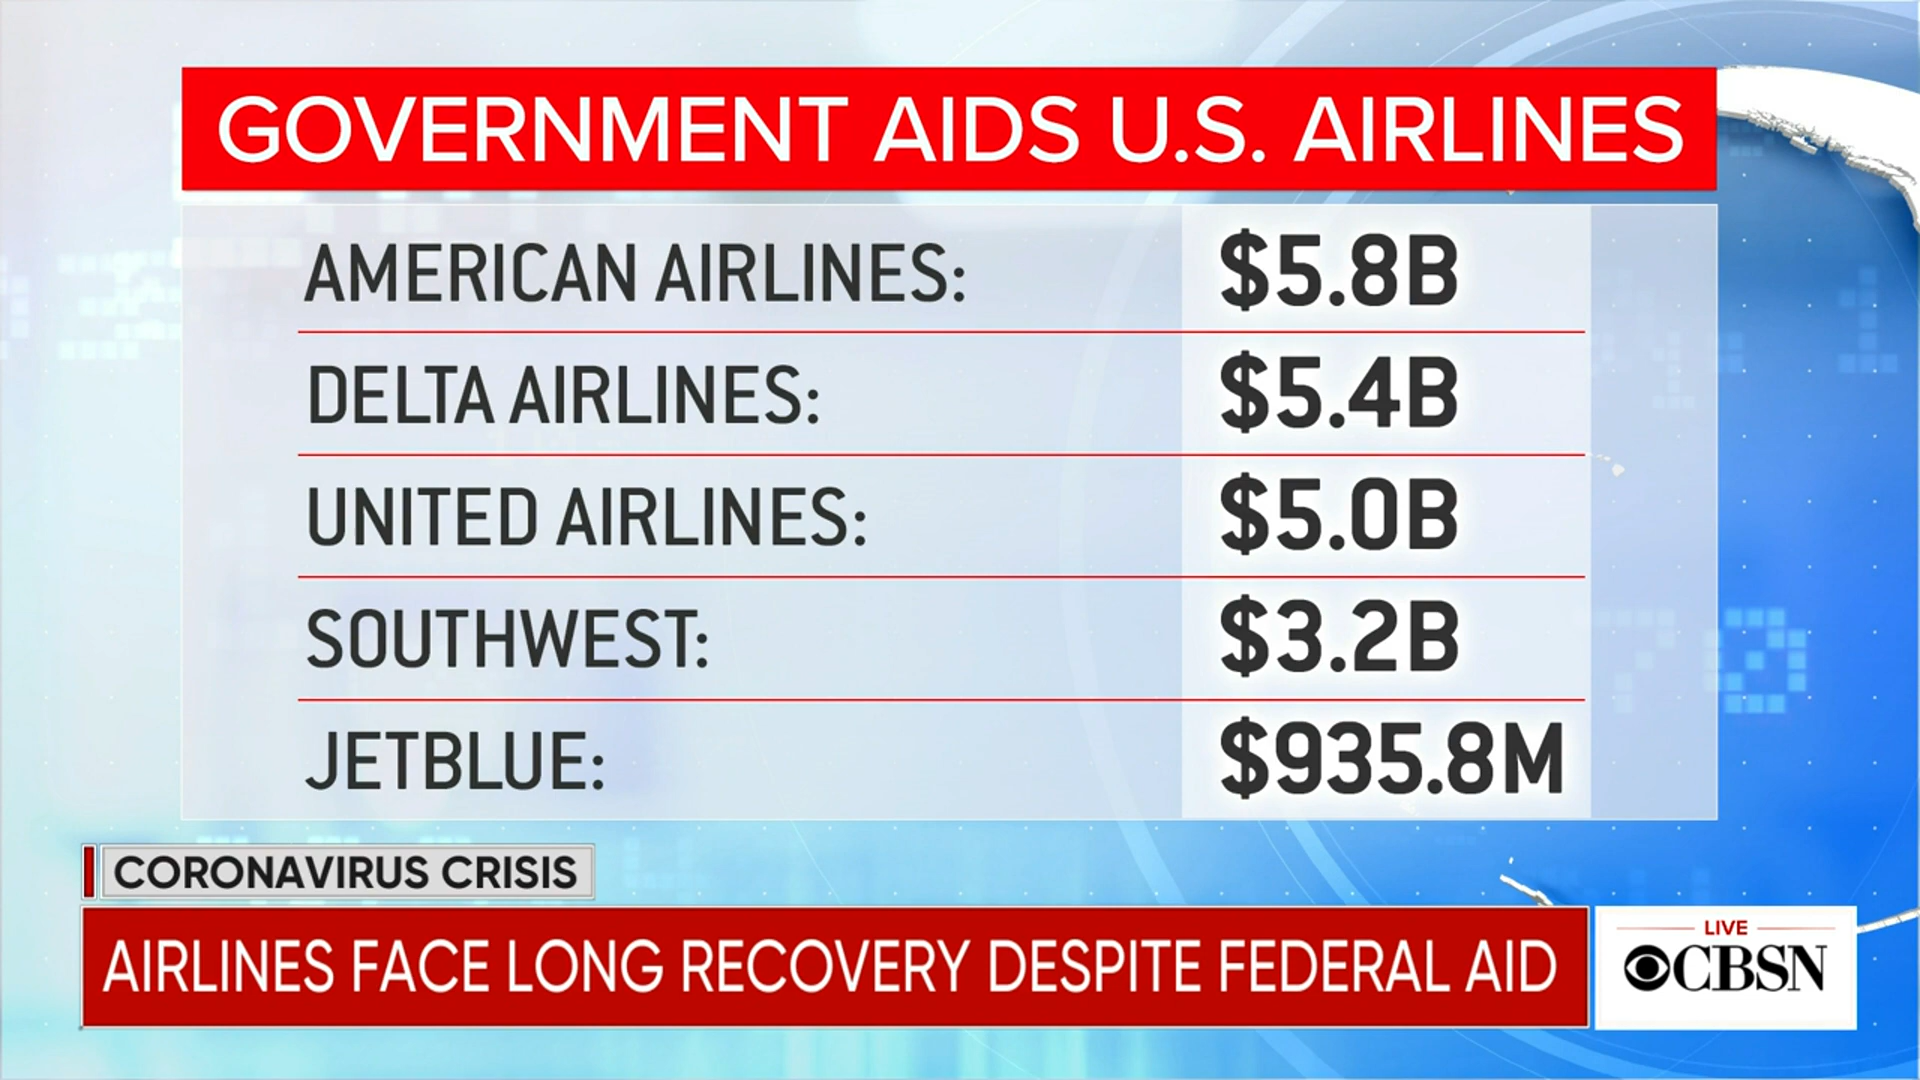 GOVERNMENT AIDS U.S. AIRLINES
AMERICAN AIRLINES: $5.8B
DELTA AIRLINES: $5.4B
UNITED AIRLINES: $5.0B
SOUTHWEST: $3.2B
JETBLUE: $935.8M
CORONAVIRUS CRISIS
AIRLINES FACE LONG RECOVERY DESPITE FEDERAL AID
LIVE
CBSN